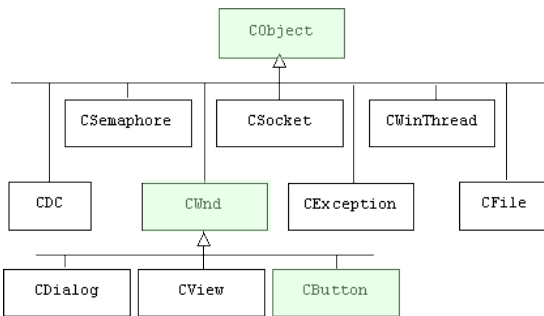 CObject
CSemaphore
CSocket
CWinThread
CDC
CWnd
CException
CFile
CDialog
CView
CButton